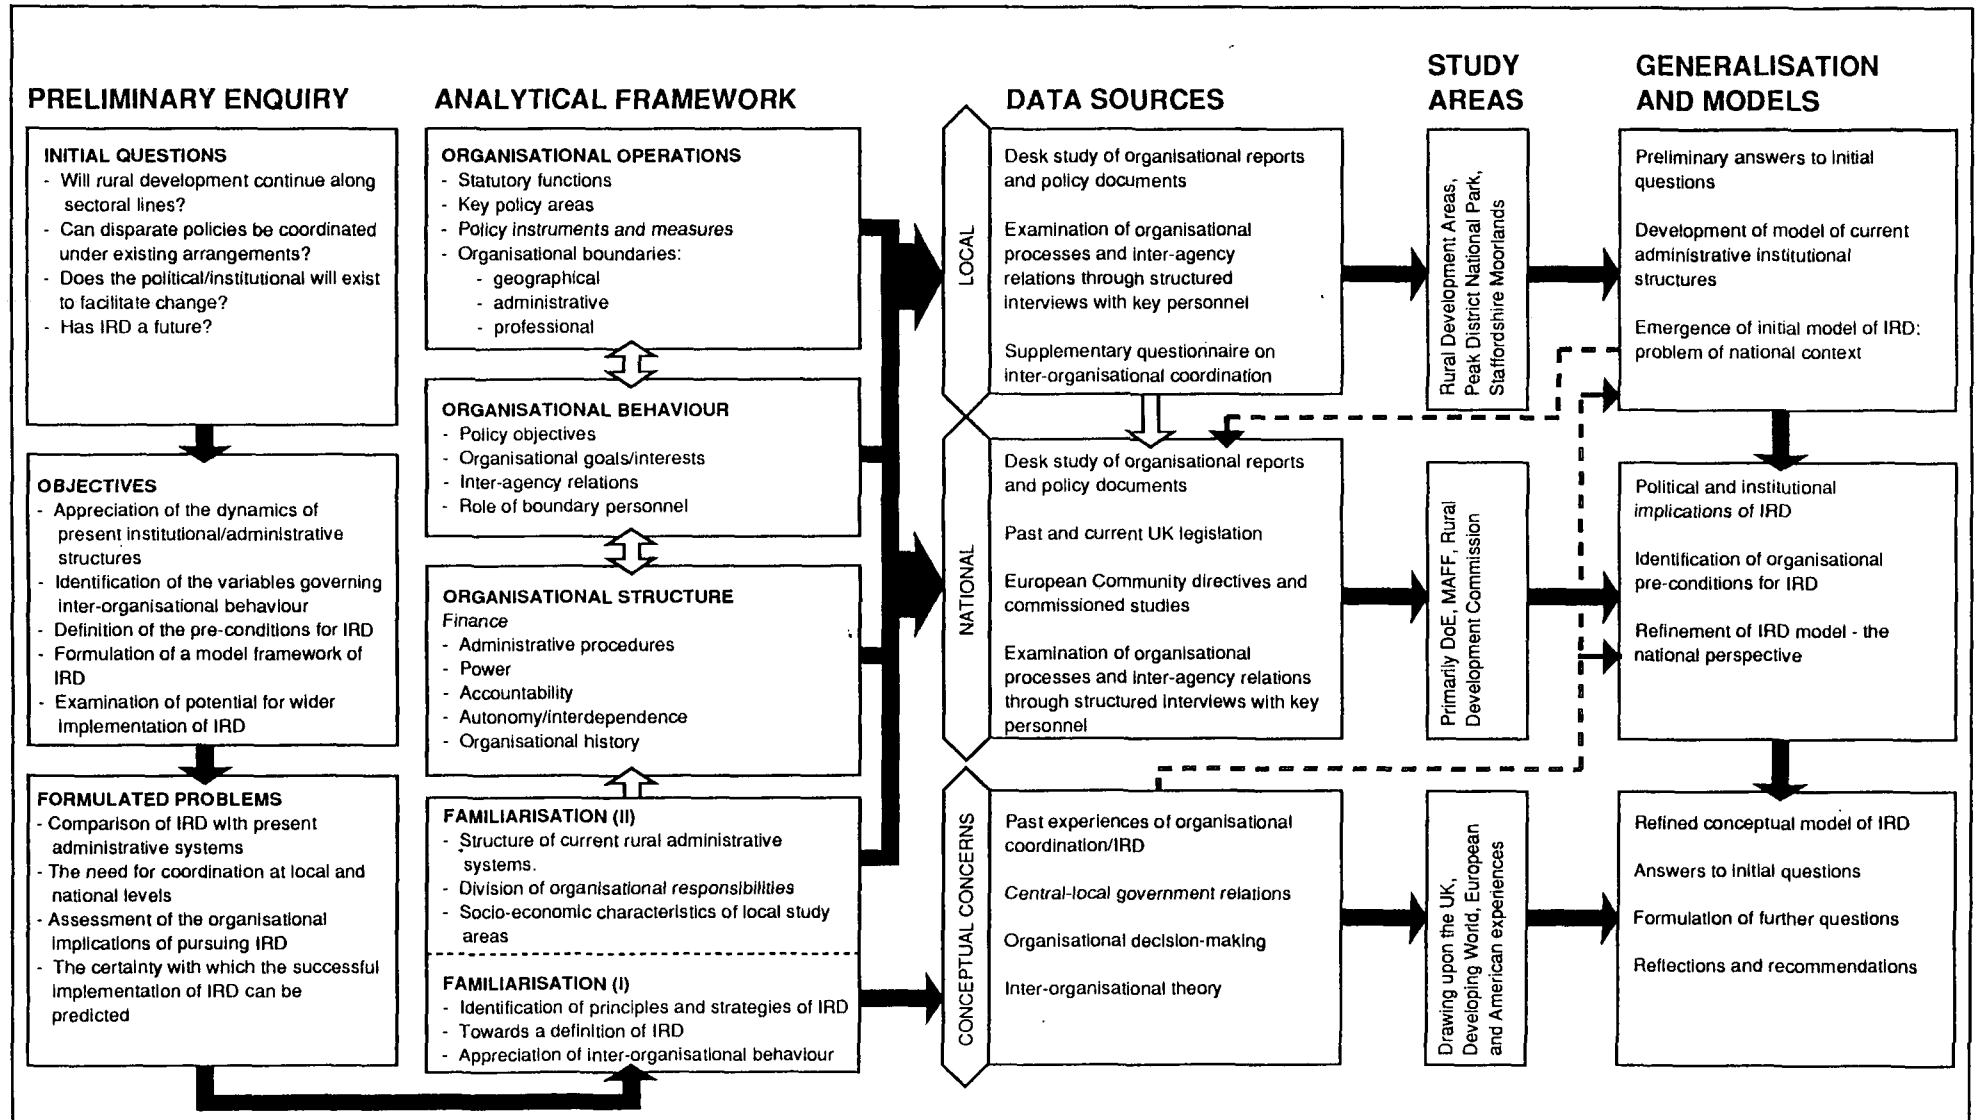 PRELIMINARY ENQUIRY
INITIAL QUESTIONS
- Will rural development continue along
sectoral lines?
- Can disparate policies be coordinated
under existing arrangements?
- Does the political/institutional will exist
to facilitate change?
- Has IRD a future?
OBJECTIVES
- Appreciation of the dynamics of
present institutional/administrative
structures
- Identification of the variables governing
inter-organisational behaviour
- Definition of the pre-conditions for IRD
- Formulation of a model framework of
IRD
- Examination of potential for wider
implementation of IRD
FORMULATED PROBLEMS
- Comparison of IRD with present
administrative systems
- The need for coordination at local and
national levels
- Assessment of the organisational
implications of pursuing IRD
- The certainty with which the successful
implementation of IRD can be
predicted
ANALYTICAL FRAMEWORK
ORGANISATIONAL OPERATIONS
- Statutory functions
- Key policy areas
- Policy instruments and measures
- Organisational boundaries:
- geographical
- administrative
- professional
ORGANISATIONAL BEHAVIOUR
- Policy objectives
- Organisational goals/interests
- Inter-agency relations
- Role of boundary personnel
ORGANISATIONAL STRUCTURE
Finance
- Administrative procedures
- Power
- Accountability
- Autonomy/interdependence
- Organisational history
FAMILIARISATION (II)
- Structure of current rural administrative
systems.
- Division of organisational responsibilities
- Socio-economic characteristics of local study
areas
FAMILIARISATION (I)
- Identification of principles and strategies of IRD
- Towards a definition of IRD
- Appreciation of inter-organisational behaviour
DATA SOURCES
LOCAL
Desk study of organisational reports
and policy documents
Examination of organisational
processes and inter-agency
relations through structured
interviews with key personnel
Supplementary questionnaire on
inter-organisational coordination
NATIONAL
Desk study of organisational reports
and policy documents
Past and current UK legislation
European Community directives and
commissioned studies
Examination of organisational
processes and inter-agency relations
through structured interviews with key
personnel
CONCEPTUAL CONCERNS
Past experiences of organisational
coordination/IRD
Central-local government relations
Organisational decision-making
Inter-organisational theory
STUDY
AREAS
Rural Development Areas,
Peak District National Park,
Staffordshire Moorlands
Primarily DoE, MAFF, Rural
Development Commission
Drawing upon the UK,
Developing World, European
and American experiences
GENERALISATION
AND MODELS
Preliminary answers to initial
questions
Development of model of current
administrative institutional
structures
Emergence of initial model of IRD:
problem of national context
Political and institutional
implications of IRD
Identification of organisational
pre-conditions for IRD
Refinement of IRD model - the
national perspective
Refined conceptual model of IRD
Answers to initial questions
Formulation of further questions
Reflections and recommendations